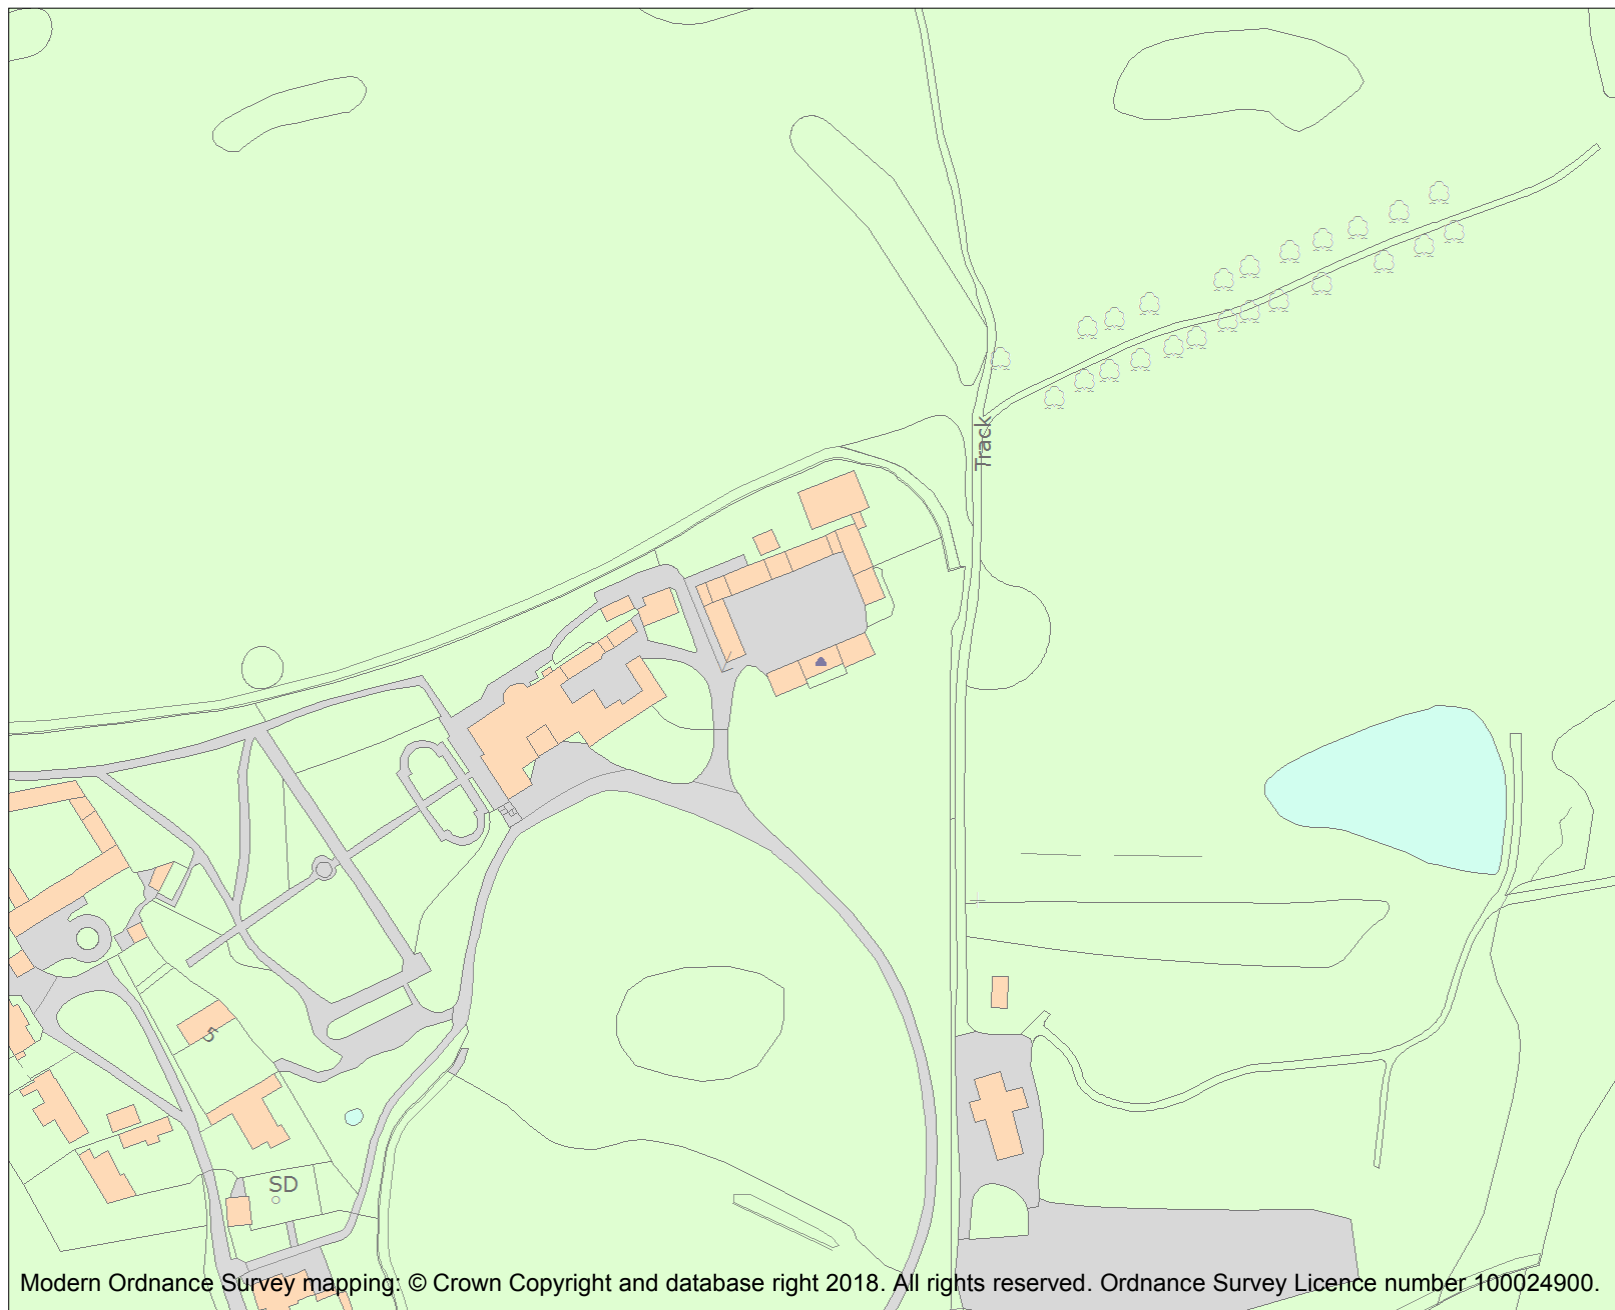 Track
5
SD
Modern Ordnance Survey mapping: © Crown Copyright and database right 2018. All rights reserved. Ordnance Survey Licence number 100024900.